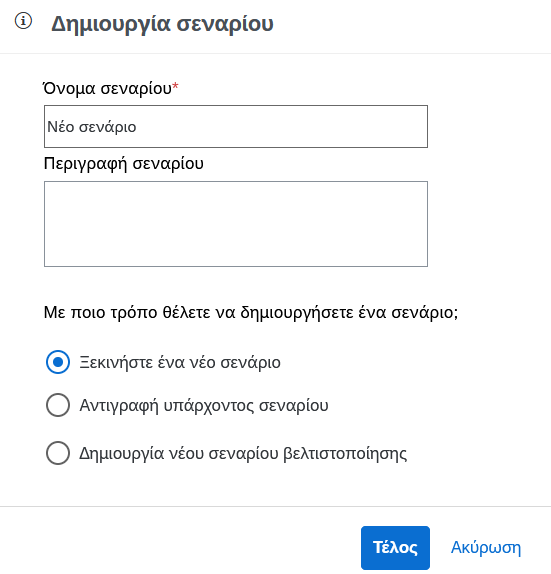 Δημιουργία σεναρίου
Όνομα σεναρίου*
Νέο σενάριο
Περιγραφή σεναρίου
Με ποιο τρόπο θέλετε να δημιουργήσετε ένα σενάριο;
Ξεκινήστε ένα νέο σενάριο
Αντιγραφή υπάρχοντος σεναρίου
Δημιουργία νέου σεναρίου βελτιστοποίησης
Τέλος Ακύρωση